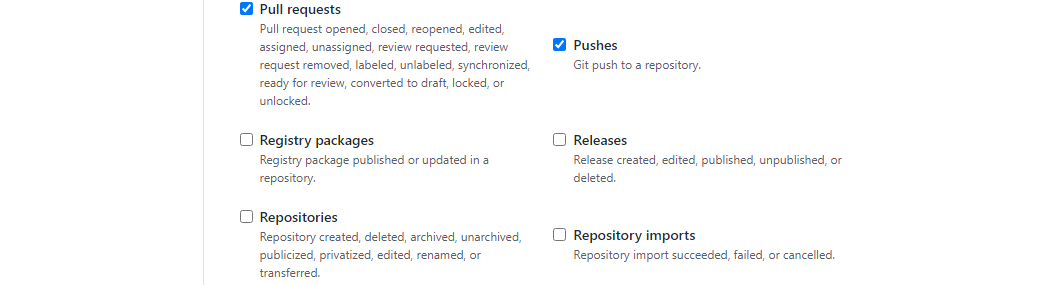 Pull requests
Pull request opened, closed, reopened, edited,
assigned, unassigned, review requested, review
request removed, labeled, unlabeled, synchronized,
ready for review, converted to draft, locked, or
unlocked.
Pushes
Git push to a repository.
Registry packages
Registry package published or updated in a
repository.
Releases
Release created, edited, published, unpublished, or
deleted.
Repositories
Repository created, deleted, archived, unarchived,
publicized, privatized, edited, renamed, or
transferred.
Repository imports
Repository import succeeded, failed, or cancelled.